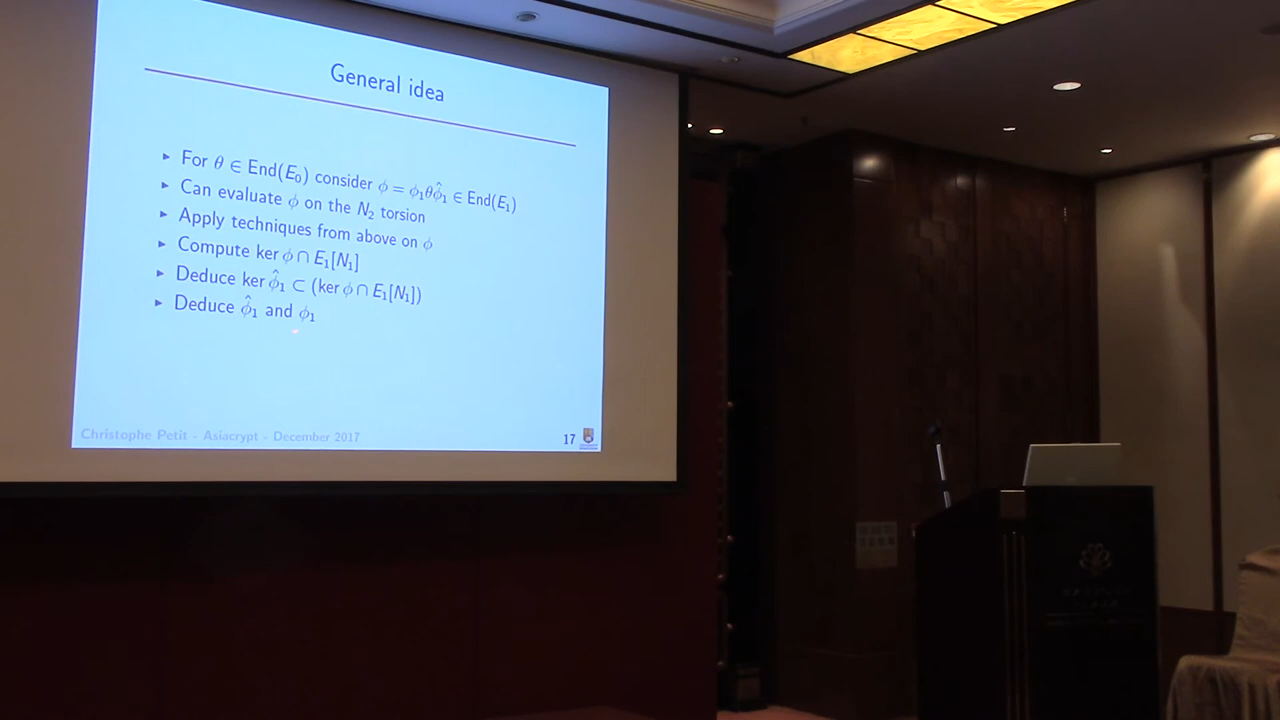 General idea
▸ For θ ∈ End(E₀) consider ϕ = ϕ₁θϕ̂₁ ∈ End(E₁)
▸ Can evaluate ϕ on the N₂ torsion
▸ Apply techniques from above on ϕ
▸ Compute ker ϕ ∩ E₁[N₁]
▸ Deduce ker ϕ̂₁ ⊂ (ker ϕ ∩ E₁[N₁])
▸ Deduce ϕ̂₁ and ϕ₁
Christophe Petit - Asiacrypt - December 2017
17